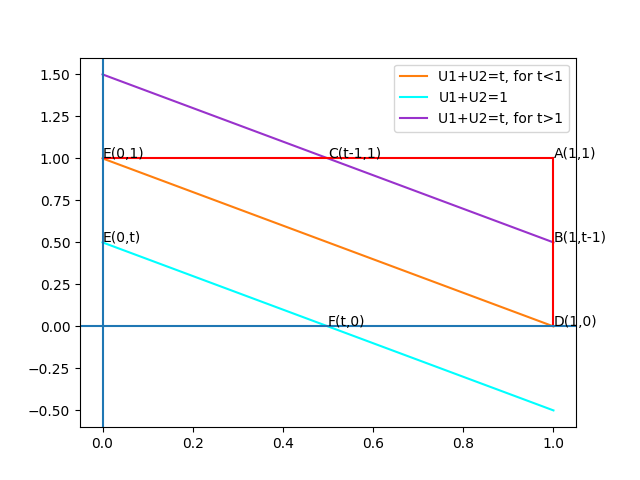 1.50
1.25
1.00
0.75
0.50
0.25
0.00
−0.25
−0.50
0.0
0.2
0.4
0.6
0.8
1.0
U1+U2=t, for t<1
U1+U2=1
U1+U2=t, for t>1
E(0,1)
C(t-1,1)
A(1,1)
E(0,t)
B(1,t-1)
F(t,0)
D(1,0)